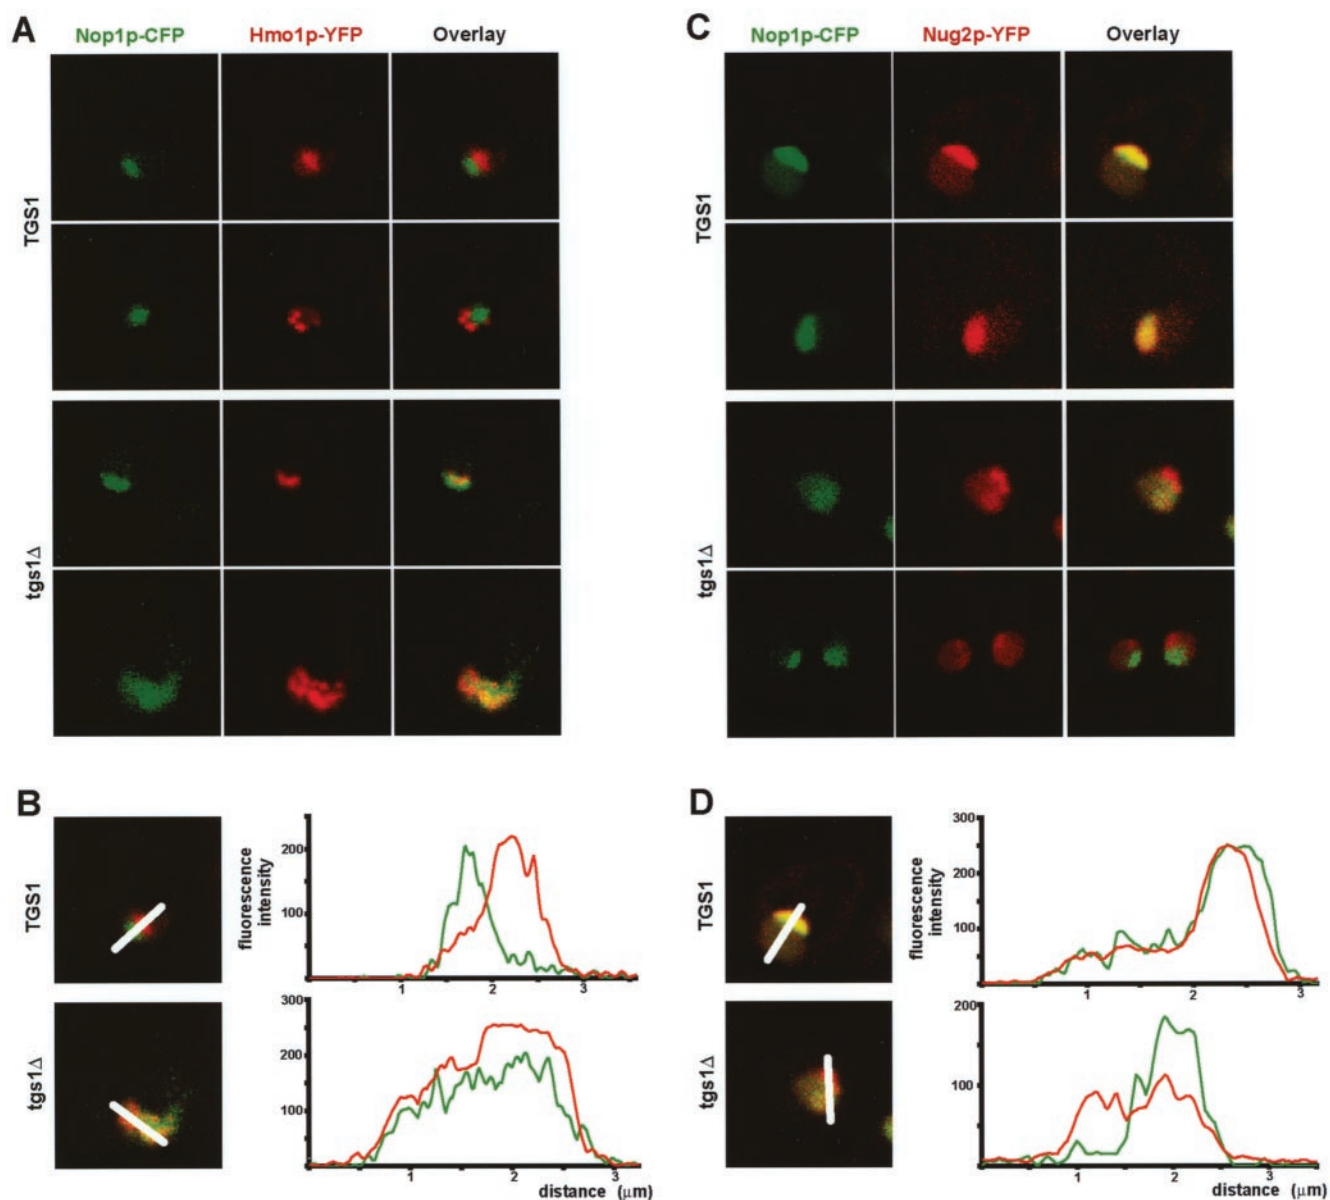 A
Nop1p-CFP Hmo1p-YFP Overlay
TGS1
tgs1Δ
C
Nop1p-CFP Nug2p-YFP Overlay
TGS1
tgs1Δ
B
TGS1
fluorescence
intensity
200
100
1 2 3
tgs1Δ
300
200
100
1 2 3
distance (μm)
D
TGS1
fluorescence
intensity
300
200
100
0
1 2 3
tgs1Δ
200
100
0
1 2 3
distance (μm)